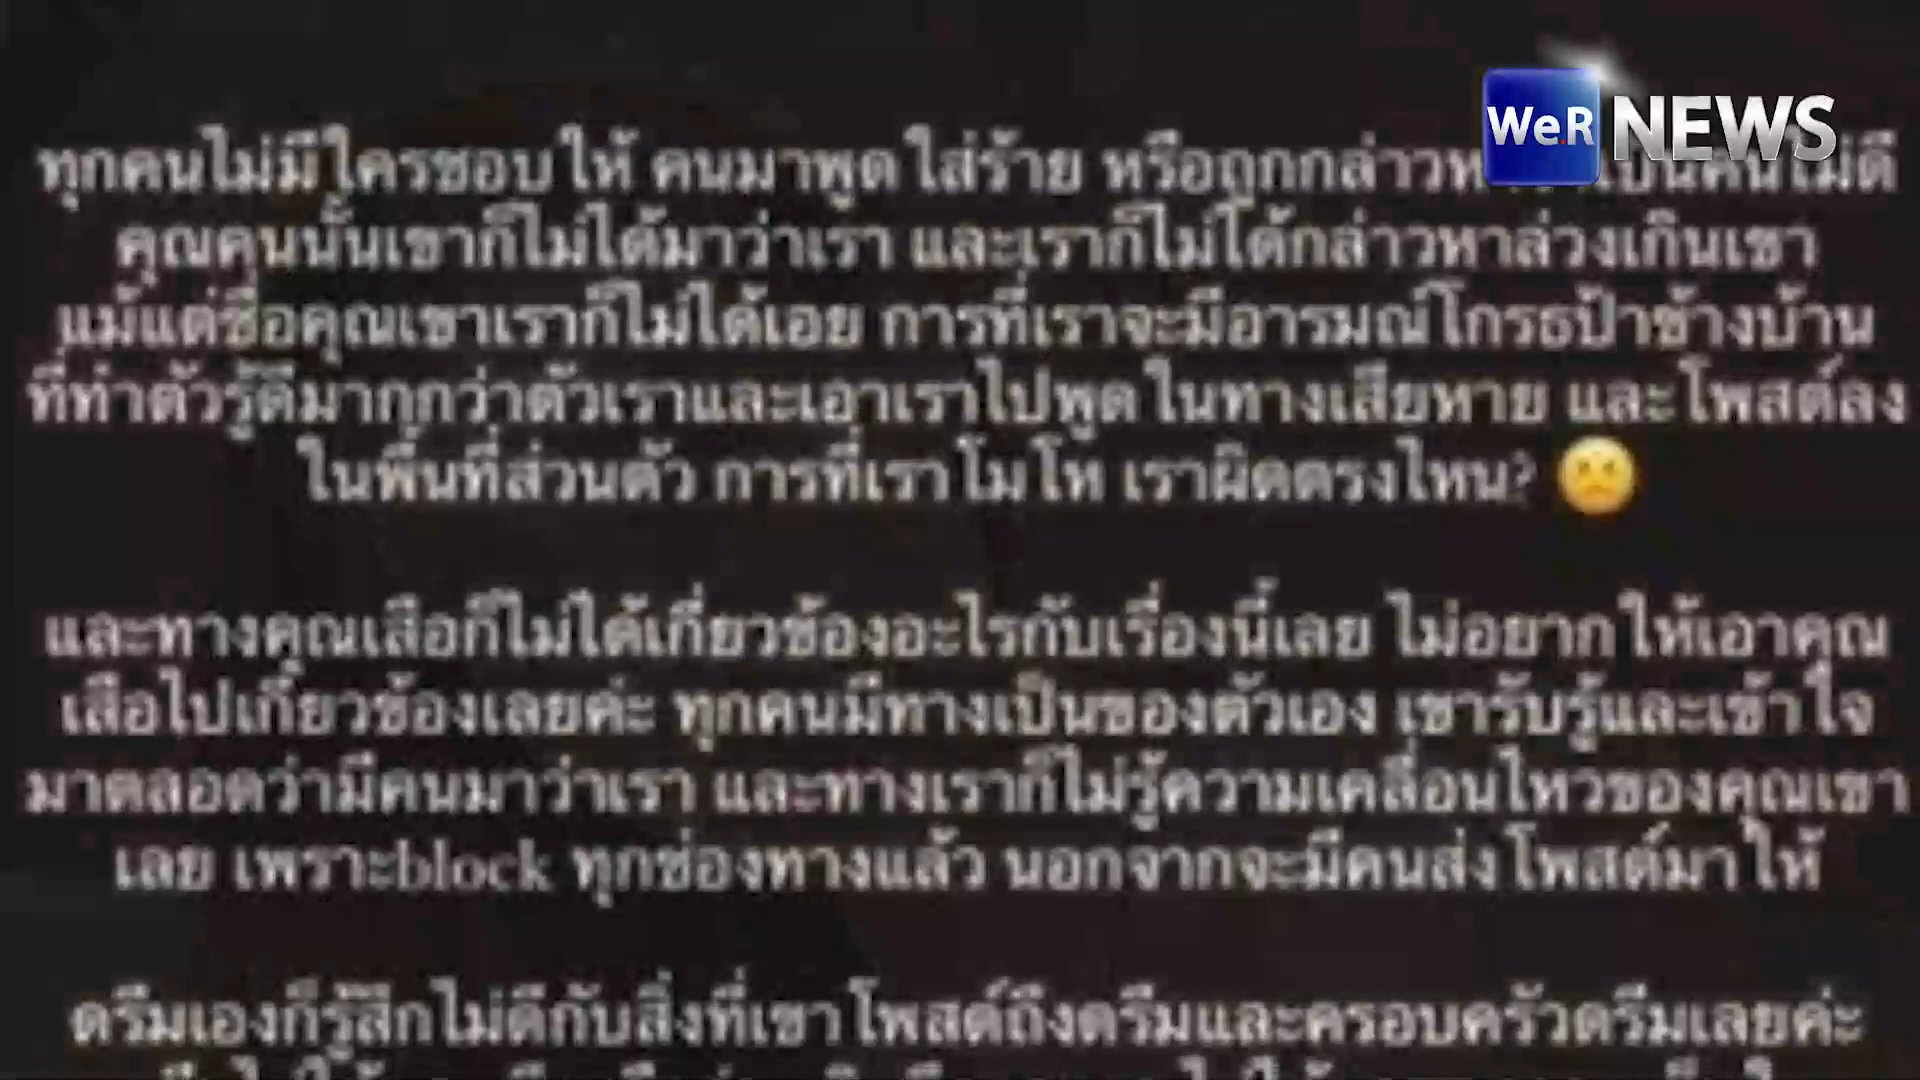 WeR NEWS
ทุกคนไม่มีใครชอบให้ คนมาพูดใส่ร้าย หรือถูกกล่าวหา เป็นคนไม่ดี
คุณคนนั้นเขาก็ไม่ได้มาว่าเรา และเราก็ไม่ได้กล่าวหาล่วงเกินเขา
แม้แต่ชื่อคุณเขาเราก็ไม่ได้เอย การที่เราจะมีอารมณ์โกรธป้าข้างบ้าน
ที่ทำตัวรู้ดีมากกว่าตัวเราและเอาเราไปพูดในทางเสียหาย และโพสต์ลง
ในพื้นที่ส่วนตัว การที่เราโมโห เราผิดตรงไหน? 🙁
และทางคุณเสือก็ไม่ได้เกี่ยวข้องอะไรกับเรื่องนี้เลย ไม่อยากให้เอาคุณ
เสือไปเกี่ยวข้องเลยค่ะ ทุกคนมีทางเป็นของตัวเอง เขารับรู้และเข้าใจ
มาตลอดว่ามีคนมาว่าเรา และทางเราก็ไม่รู้ความเคลื่อนไหวของคุณเขา
เลย เพราะblock ทุกช่องทางแล้ว นอกจากจะมีคนส่งโพสต์มาให้
ดรีมเองก็รู้สึกไม่ดีกับสิ่งที่เขาโพสต์ถึงดรีมและครอบครัวดรีมเลยค่ะ